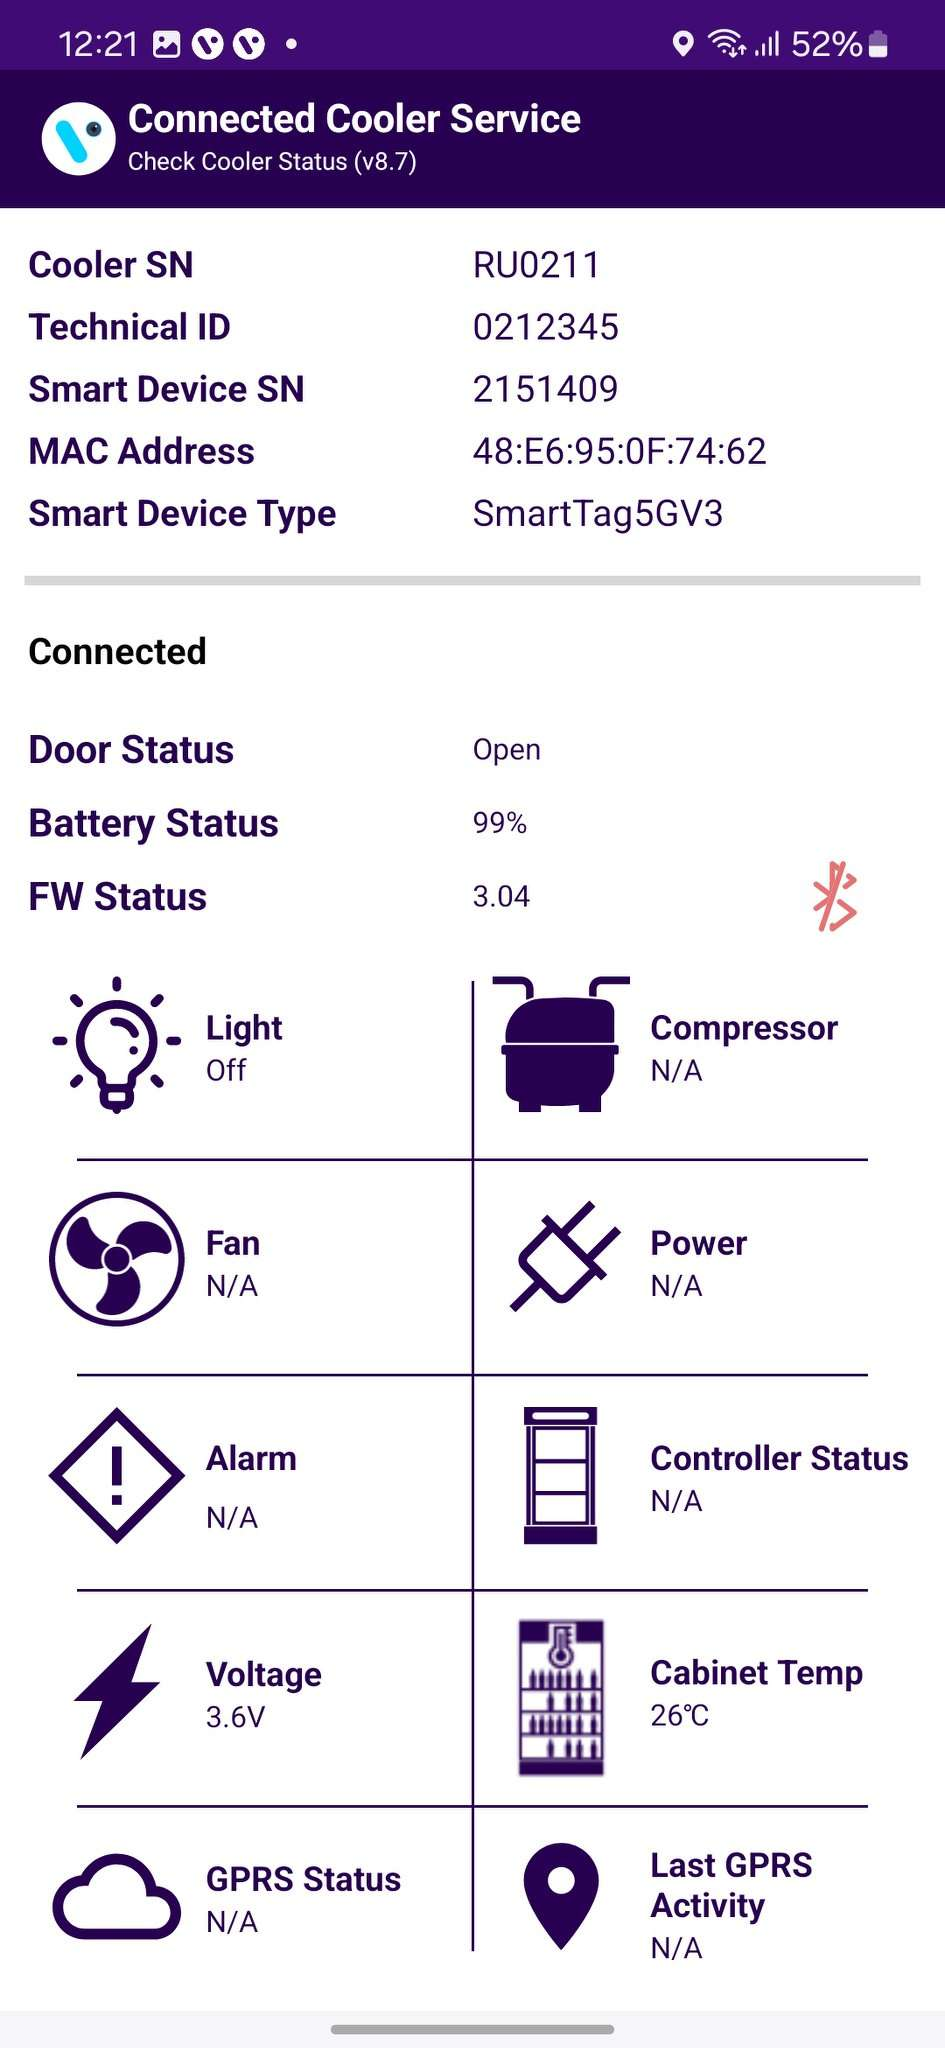 12:21
52%
Connected Cooler Service
Check Cooler Status (v8.7)
Cooler SN RU0211
Technical ID 0212345
Smart Device SN 2151409
MAC Address 48:E6:95:0F:74:62
Smart Device Type SmartTag5GV3
Connected
Door Status Open
Battery Status 99%
FW Status 3.04
Light
Off
Compressor
N/A
Fan
N/A
Power
N/A
Alarm
N/A
Controller Status
N/A
Voltage
3.6V
Cabinet Temp
26℃
GPRS Status
N/A
Last GPRS
Activity
N/A